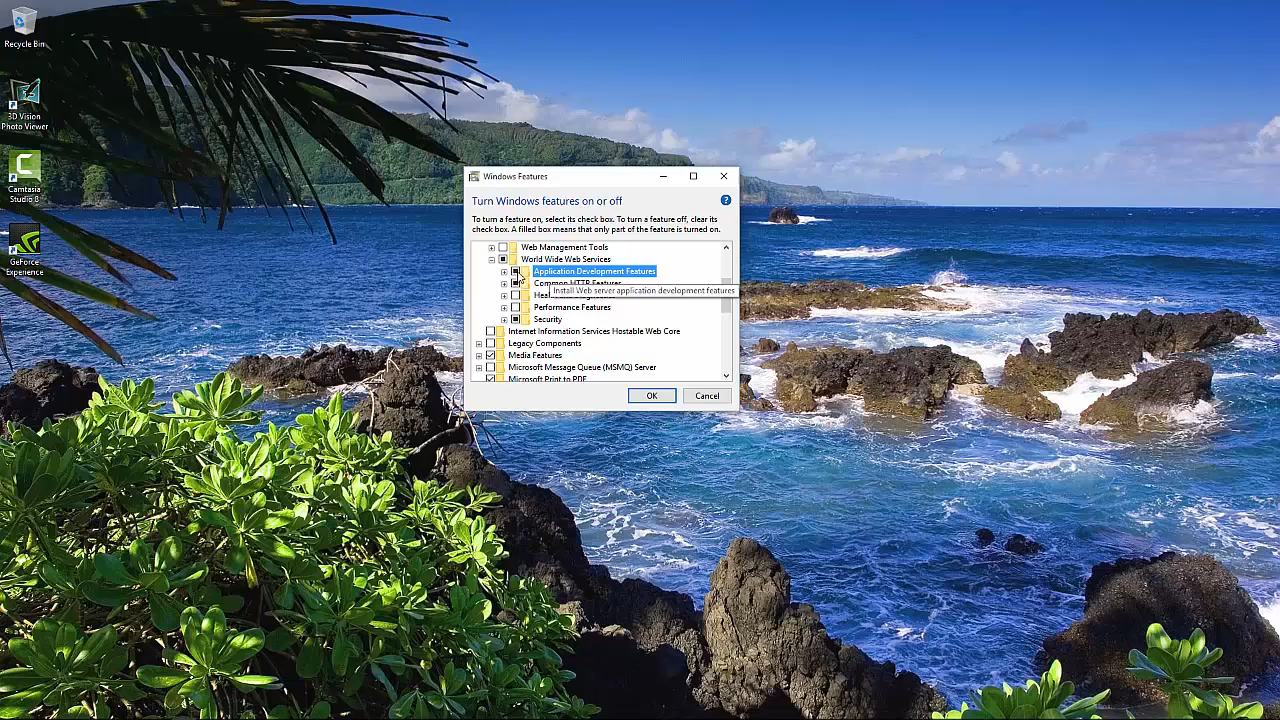 Recycle Bin
3D Vision
Photo Viewer
Camtasia
Studio 8
GeForce
Experience
Windows Features
Turn Windows features on or off
To turn a feature on, select its check box. To turn a feature off, clear its
check box. A filled box means that only part of the feature is turned on.
Web Management Tools
World Wide Web Services
Application Development Features
Common HTTP Features
Install Web server application development features
Performance Features
Security
Internet Information Services Hostable Web Core
Legacy Components
Media Features
Microsoft Message Queue (MSMQ) Server
Microsoft Print to PDF
OK
Cancel